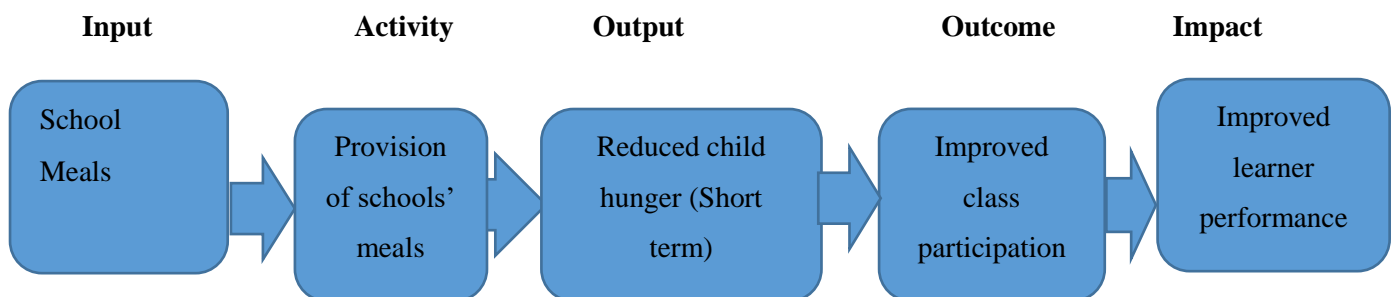 Input Activity Output Outcome Impact
School
Meals
Provision
of schools’
meals
Reduced child
hunger (Short
term)
Improved
class
participation
Improved
learner
performance